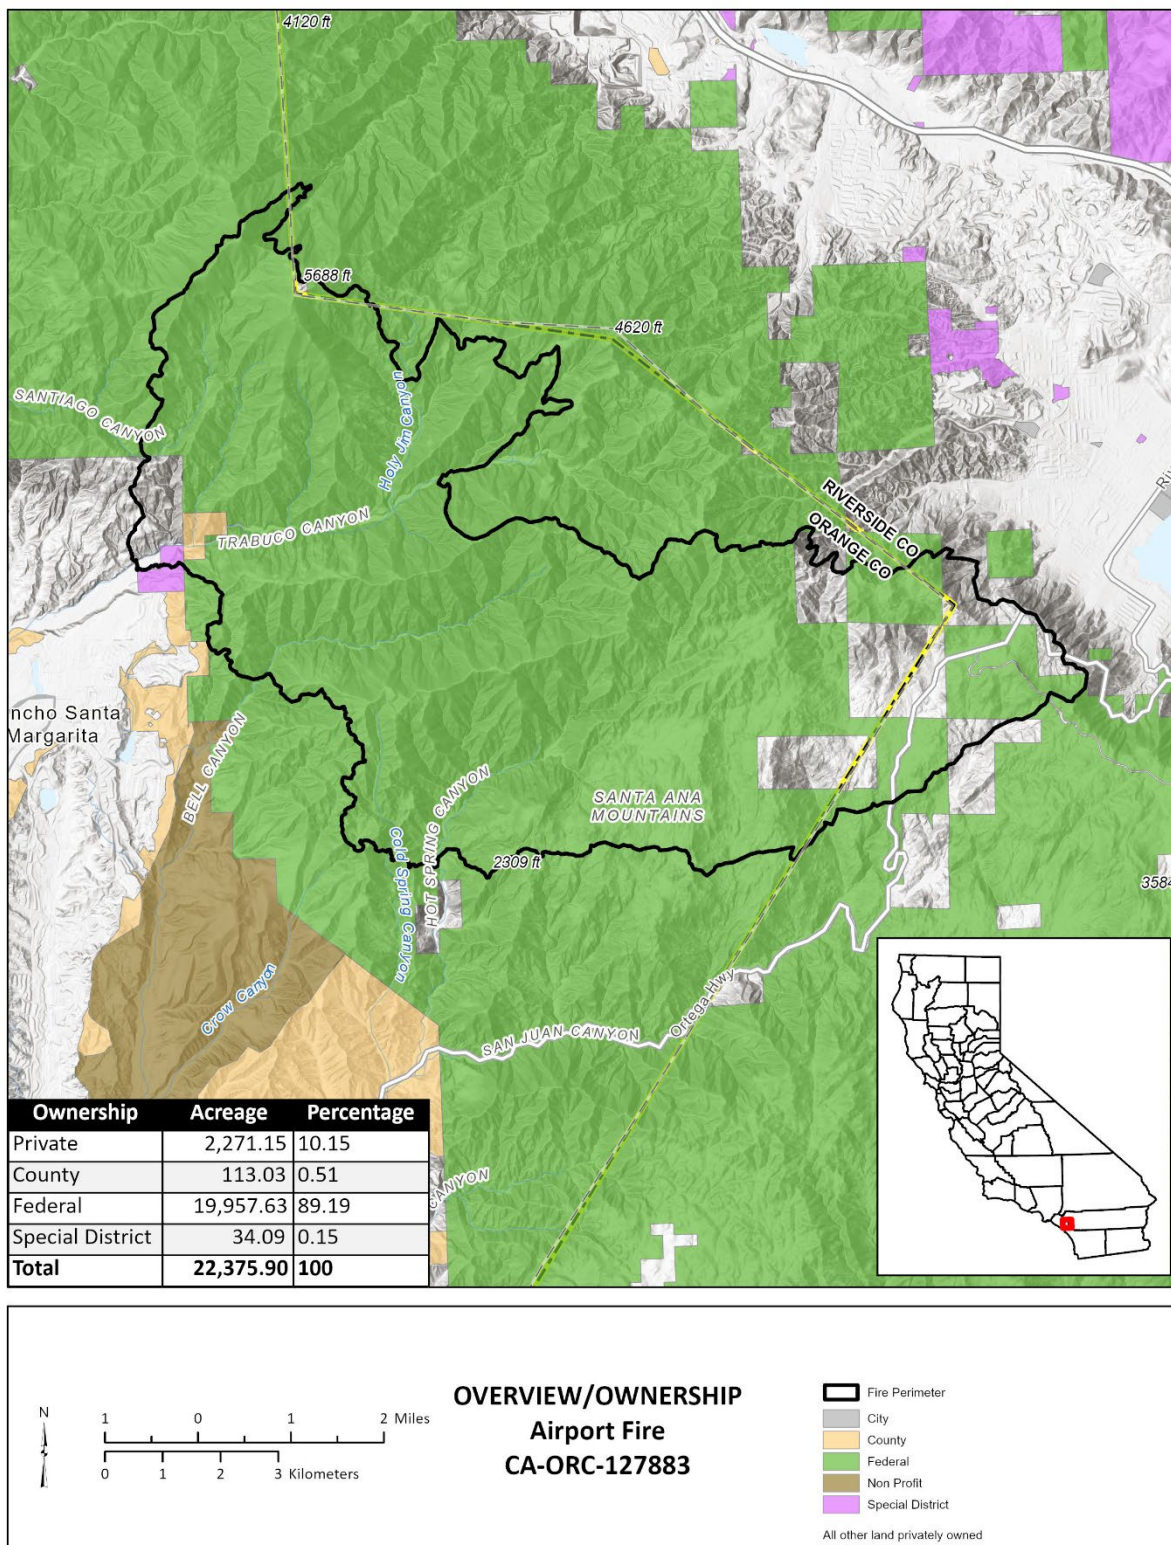 4120 ft
5688 ft
4620 ft
SANTIAGO CANYON
Holy Jim Canyon
TRABUCO CANYON
RIVERSIDE CO
ORANGE CO
ncho Santa
Margarita
BELL CANYON
HOT SPRING CANYON
SANTA ANA
MOUNTAINS
Cold Spring Canyon
2309 ft
3584
Crow Canyon
Ortega Hwy
SAN JUAN CANYON
CANYON
Ownership Acreage Percentage
Private 2,271.15 10.15
County 113.03 0.51
Federal 19,957.63 89.19
Special District 34.09 0.15
Total 22,375.90 100
N
1 0 1 2 Miles
0 1 2 3 Kilometers
OVERVIEW/OWNERSHIP
Airport Fire
CA-ORC-127883
Fire Perimeter
City
County
Federal
Non Profit
Special District
All other land privately owned